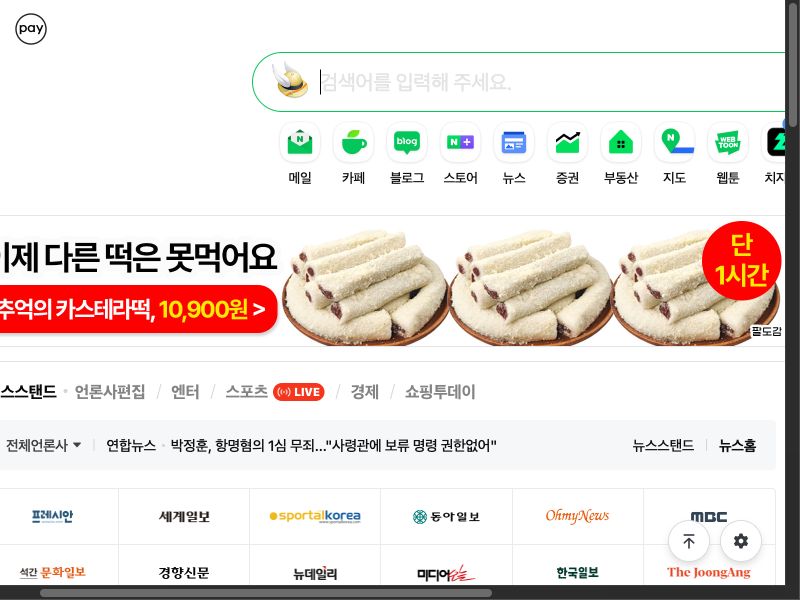 pay
검색어를 입력해 주세요.
N
blog
N+
N
WEB TOON
메일
카페
블로그
스토어
뉴스
증권
부동산
지도
웹툰
이제 다른 떡은 못먹어요
추억의 카스테라떡, 10,900원 >
단
1시간
팔도감
스스탠드 · 언론사편집 / 엔터 / 스포츠 LIVE / 경제 / 쇼핑투데이
전체언론사 연합뉴스 · 박정훈, 항명혐의 1심 무죄..."사령관에 보류 명령 권한없어" 뉴스스탠드 뉴스홈
프레시안
세계일보
sportalkorea
www.sportalkorea.com
동아일보
OhmyNews
MBC
석간 문화일보
경향신문
뉴데일리
미디어오늘
한국일보
The JoongAng